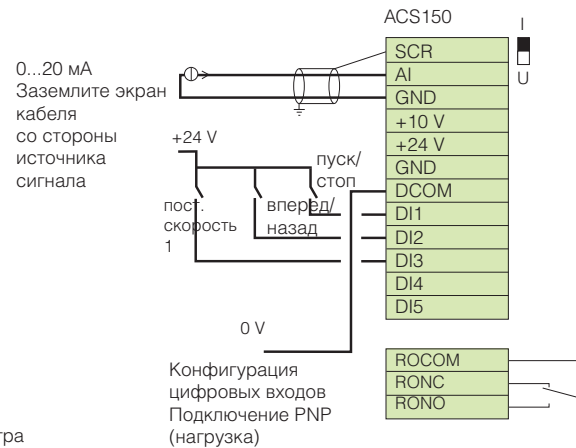 ACS150
I
U
SCR
AI
GND
+10 V
+24 V
GND
DCOM
DI1
DI2
DI3
DI4
DI5
0...20 мА
Заземлите экран
кабеля
со стороны
источника
сигнала
+24 V
пуск/
стоп
вперед/
назад
пост.
скорость
1
0 V
ROCOM
RONC
RONO
Конфигурация
цифровых входов
Подключение PNP
(нагрузка)
тра